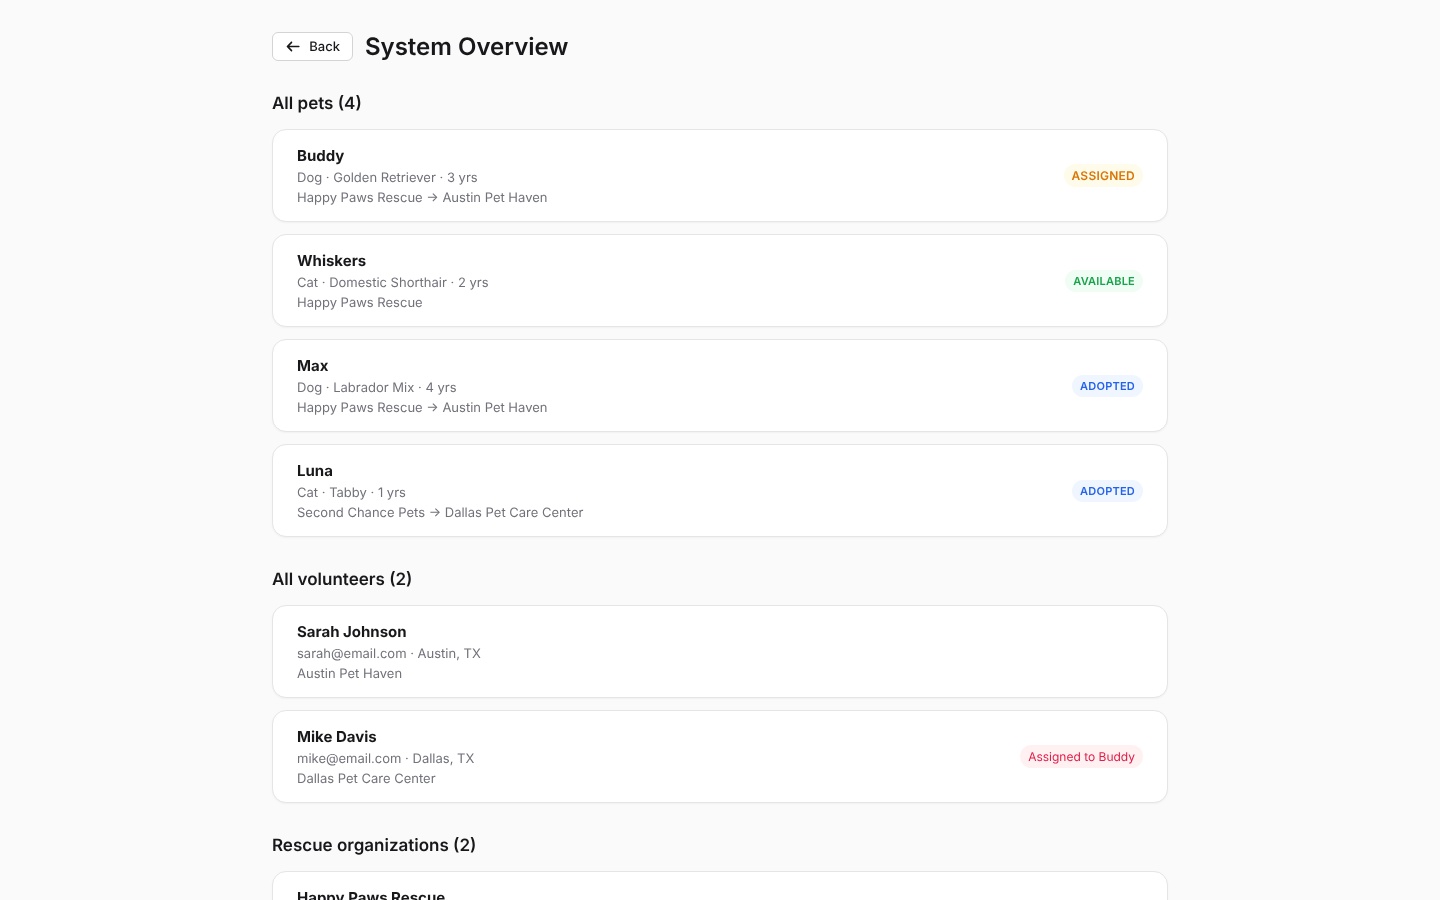 Back
System Overview
All pets (4)
Buddy
Dog · Golden Retriever · 3 yrs
Happy Paws Rescue → Austin Pet Haven
ASSIGNED
Whiskers
Cat · Domestic Shorthair · 2 yrs
Happy Paws Rescue
AVAILABLE
Max
Dog · Labrador Mix · 4 yrs
Happy Paws Rescue → Austin Pet Haven
ADOPTED
Luna
Cat · Tabby · 1 yrs
Second Chance Pets → Dallas Pet Care Center
ADOPTED
All volunteers (2)
Sarah Johnson
sarah@email.com · Austin, TX
Austin Pet Haven
Mike Davis
mike@email.com · Dallas, TX
Dallas Pet Care Center
Assigned to Buddy
Rescue organizations (2)
Happy Paws Rescue